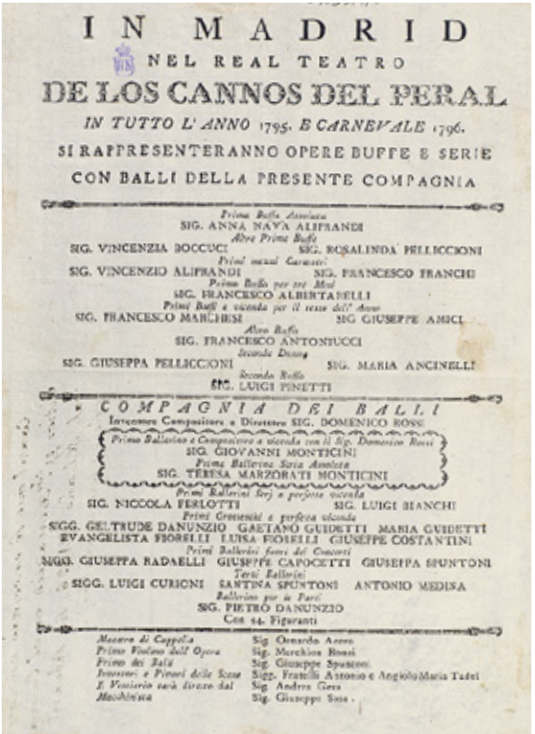 IN MADRID
NEL REAL TEATRO
DE LOS CANNOS DEL PERAL
IN TUTTO L'ANNO 1795. E CARNEVALE 1796.
SI RAPPRESENTERANNO OPERE BUFFE E SERIE
CON BALLI DELLA PRESENTE COMPAGNIA
Prima Buffa Assoluta
SIG. ANNA NAVA ALIPRANDI
Altre Prime Buffe
SIG. VINCENZIA BOCCUCI SIG. ROSALINDA PELLICCIONI
Primi mezzi Caratteri
SIG. VINCENZIO ALIPRANDI SIG. FRANCESCO FRANCHI
Primo Buffo per tre Mesi
SIG. FRANCESCO ALBERTARELLI
Primi Buffi a vicenda per il resto dell' Anno
SIG. FRANCESCO MARCHESI SIG GIUSEPPE AMICI
Altro Buffo
SIG. FRANCESCO ANTONIUCCI
Seconde Donne
SIG. GIUSEPPA PELLICCIONI SIG. MARIA ANCINELLI
Secondo Buffo
SIG. LUIGI PINETTI
COMPAGNIA DEI BALLI
Inventore Compositore e Direttore SIG. DOMENICO ROSSI
Primo Ballerino e Compositore a vicenda con il Sig. Domenico Rossi
SIG. GIOVANNI MONTICINI
Prima Ballerina Seria Assoluta
SIG. TERESA MARZORATI MONTICINI
Primi Ballerini Serj a perfetta vicenda
SIG. NICCOLA FERLOTTI SIG. LUIGI BIANCHI
Primi Grotteschi a perfetta vicenda
SIGG. GELTRUDE DANUNZIO GAETANO GUIDETTI MARIA GUIDETTI
EVANGELISTA FIORELLI LUISA FIORELLI GIUSEPPE COSTANTINI
Primi Ballerini fuori dei Concerti
SIGG. GIUSEPPA RADAELLI GIUSEPPE CAPOCETTI GIUSEPPA SPUNTONI
Terzi Ballerini
SIGG. LUIGI CURIONI SANTINA SPUNTONI ANTONIO MEDINA
Ballerino per le Parti
SIG. PIETRO DANUNZIO
Con 24. Figuranti
Maestro di Cappella Sig.
Primo Violino dell' Opera Sig. Melchior Ronzi
Primo dei Balli Sig. Giuseppe Spuntoni
Inventori e Pittori delle Scene Sigg. Fratelli Antonio e Angiolo Maria Tadei
Il Vestiario sarà diretto dal Sig. Andrea
Macchinista Sig. Giuseppe